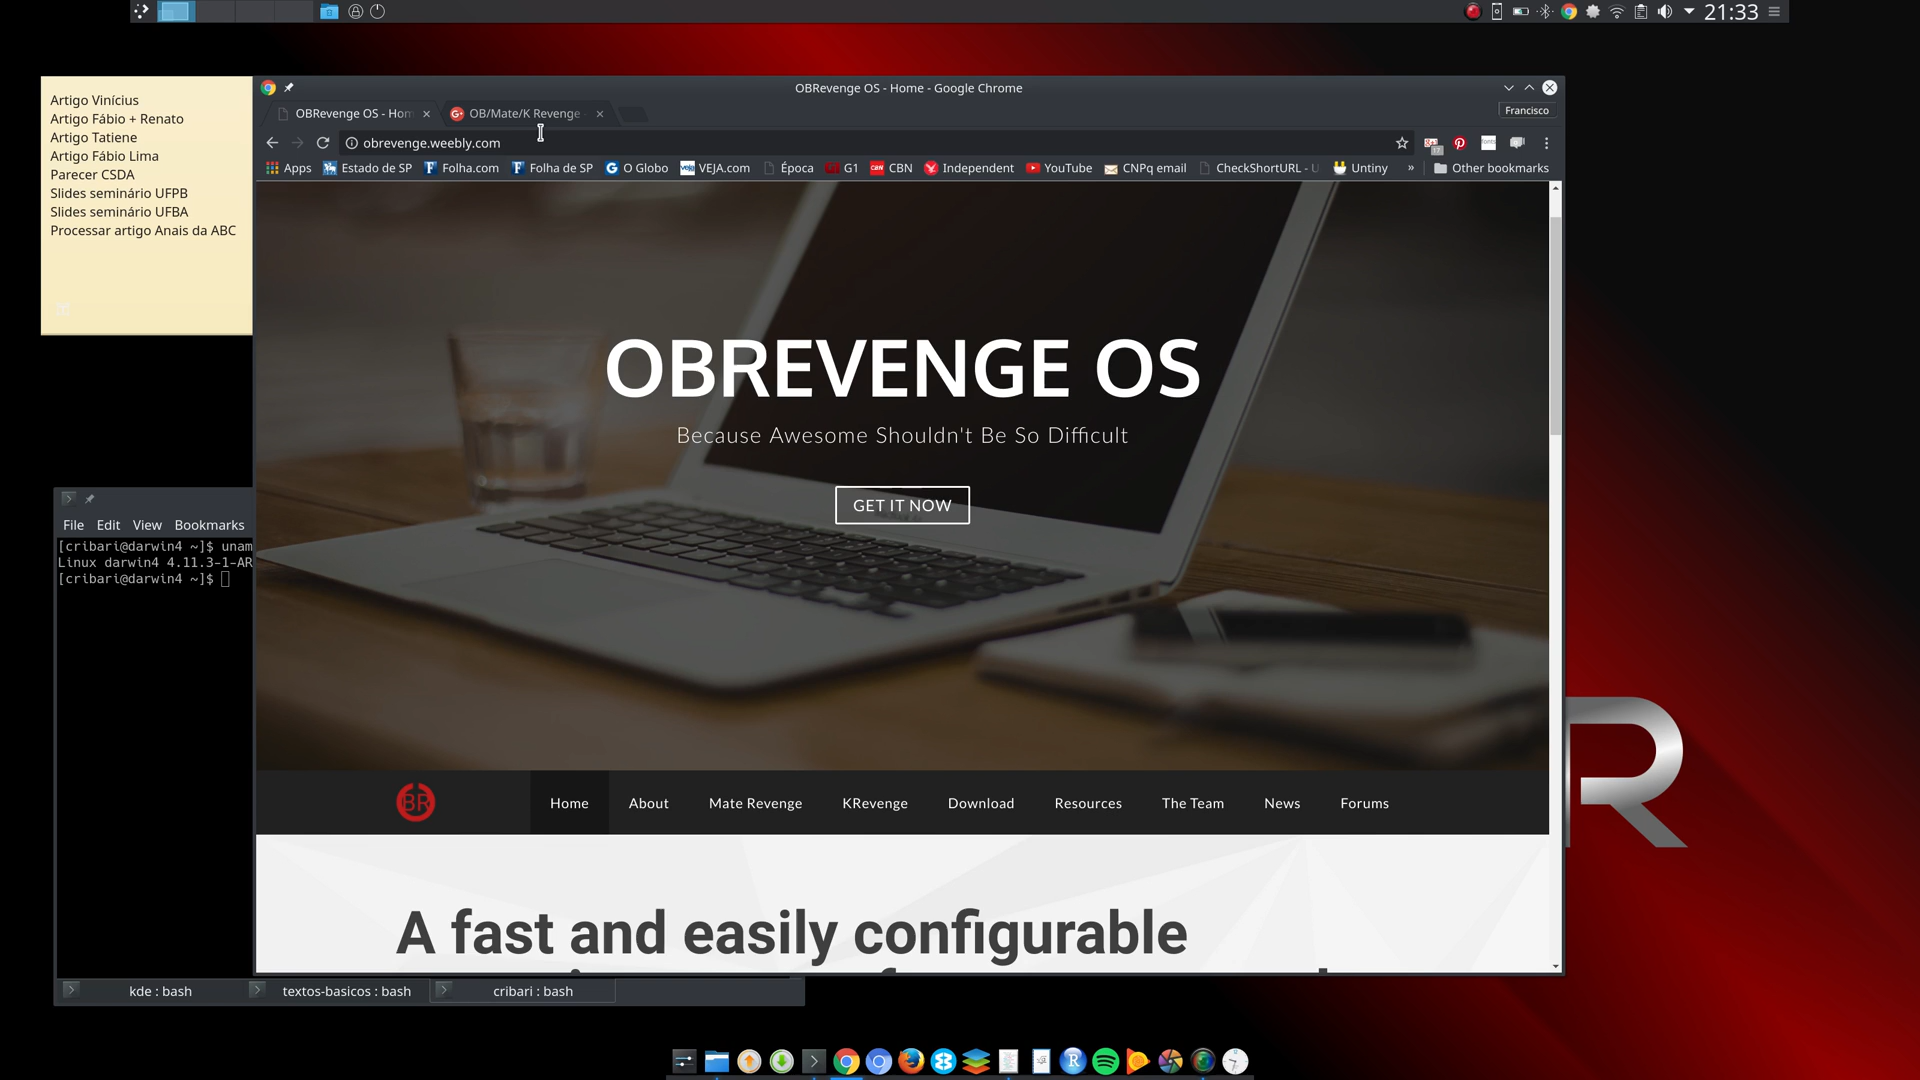 21:33
Artigo Vinícius
Artigo Fábio + Renato
Artigo Tatiene
Artigo Fábio Lima
Parecer CSDA
Slides seminário UFPB
Slides seminário UFBA
Processar artigo Anais da ABC
OBRevenge OS - Home - Google Chrome
OBRevenge OS - Hom
OB/Mate/K Revenge
Francisco
obrevenge.weebly.com
Apps
Estado de SP
Folha.com
Folha de SP
O Globo
VEJA.com
Época
G1
CBN
Independent
YouTube
CNPq email
CheckShortURL - U
Untiny
»
Other bookmarks
OBREVENGE OS
Because Awesome Shouldn't Be So Difficult
GET IT NOW
BR
Home
About
Mate Revenge
KRevenge
Download
Resources
The Team
News
Forums
A fast and easily configurable
File Edit View Bookmarks
[cribari@darwin4 ~]$ unam
Linux darwin4 4.11.3-1-AR
[cribari@darwin4 ~]$
kde : bash
textos-basicos : bash
cribari : bash
R